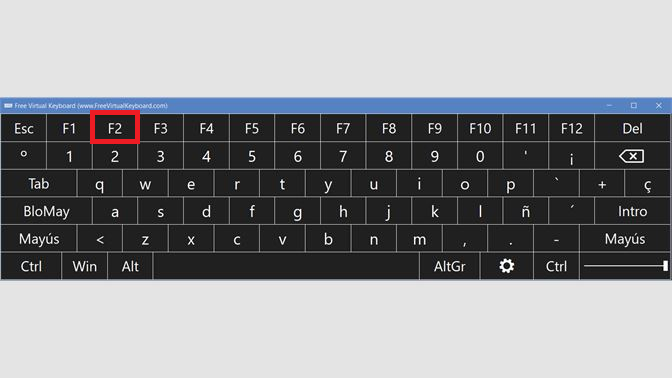 Free Virtual Keyboard (www.FreeVirtualKeyboard.com)
Esc F1 F2 F3 F4 F5 F6 F7 F8 F9 F10 F11 F12 Del
º 1 2 3 4 5 6 7 8 9 0 ' ¡
Tab q w e r t y u i o p ` + ç
BloMay a s d f g h j k l ñ ´ Intro
Mayús < z x c v b n m , . - Mayús
Ctrl Win Alt AltGr Ctrl